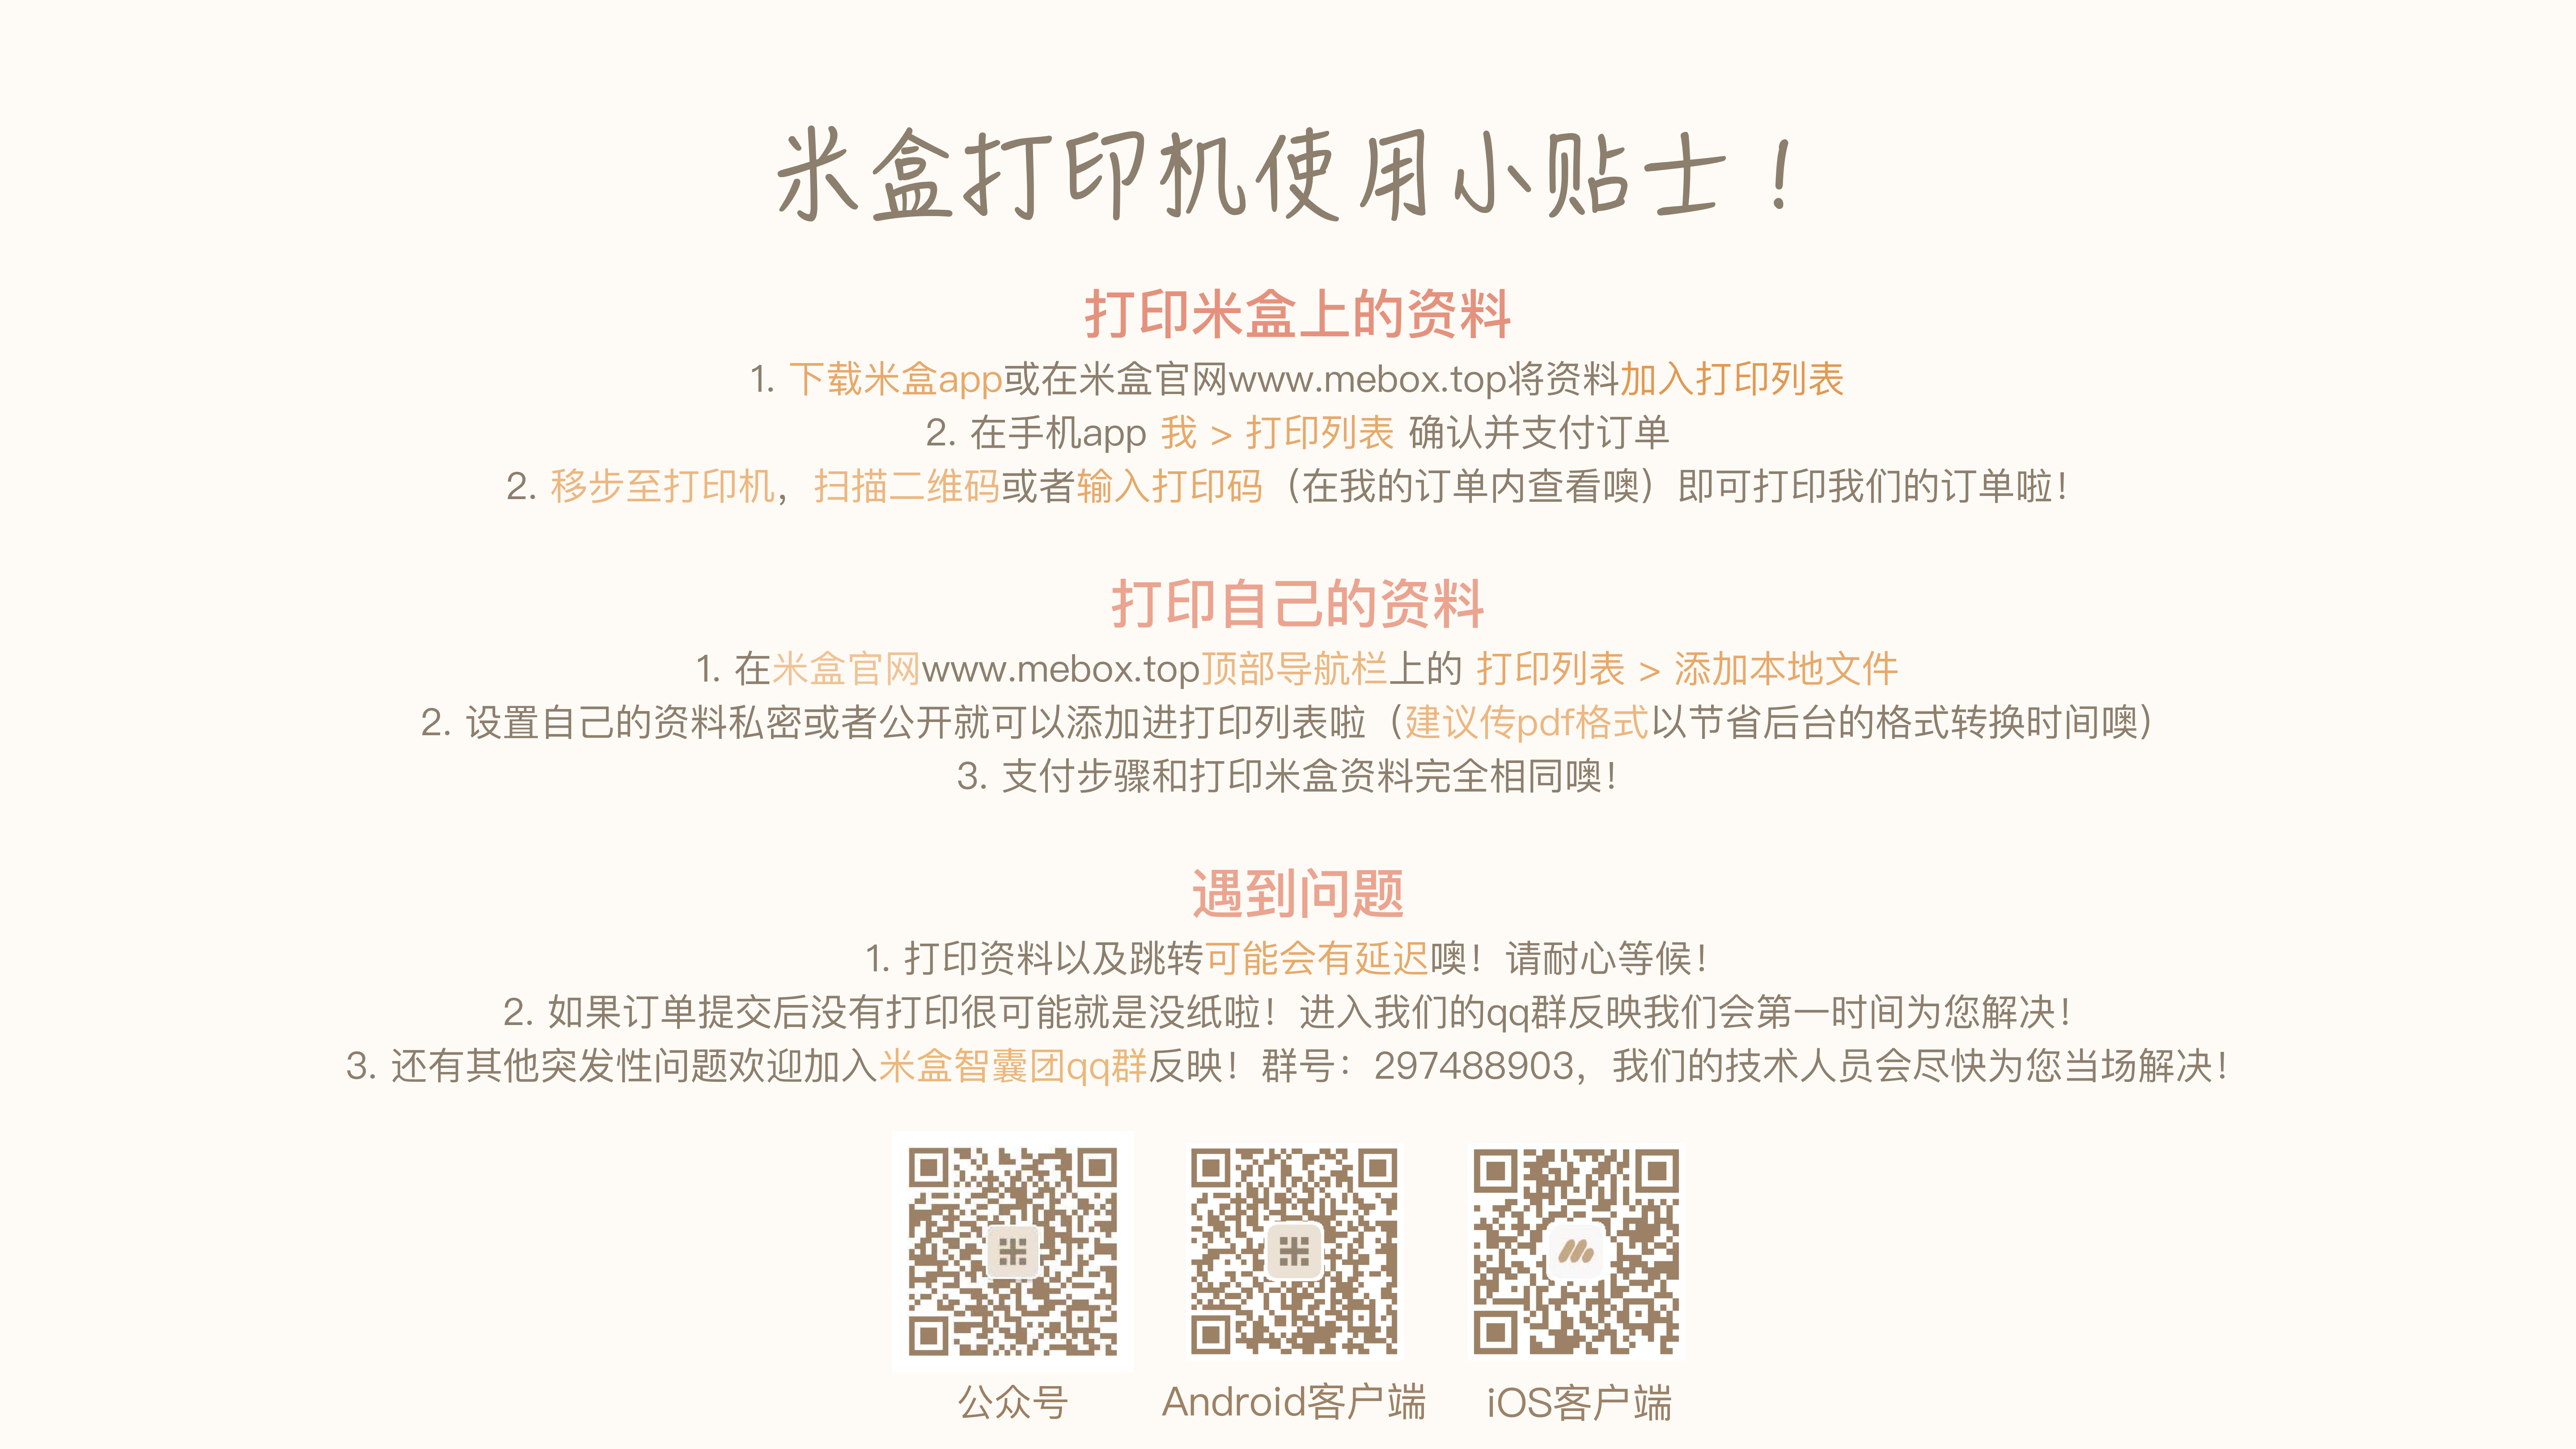 米盒打印机使用小贴士！
打印米盒上的资料
1. 下载米盒app或在米盒官网www.mebox.top将资料加入打印列表
2. 在手机app 我 > 打印列表 确认并支付订单
2. 移步至打印机，扫描二维码或者输入打印码（在我的订单内查看噢）即可打印我们的订单啦！
打印自己的资料
1. 在米盒官网www.mebox.top顶部导航栏上的 打印列表 > 添加本地文件
2. 设置自己的资料私密或者公开就可以添加进打印列表啦（建议传pdf格式以节省后台的格式转换时间噢）
3. 支付步骤和打印米盒资料完全相同噢！
遇到问题
1. 打印资料以及跳转可能会有延迟噢！请耐心等候！
2. 如果订单提交后没有打印很可能就是没纸啦！进入我们的qq群反映我们会第一时间为您解决！
3. 还有其他突发性问题欢迎加入米盒智囊团qq群反映！群号：297488903，我们的技术人员会尽快为您当场解决！
公众号 Android客户端 iOS客户端